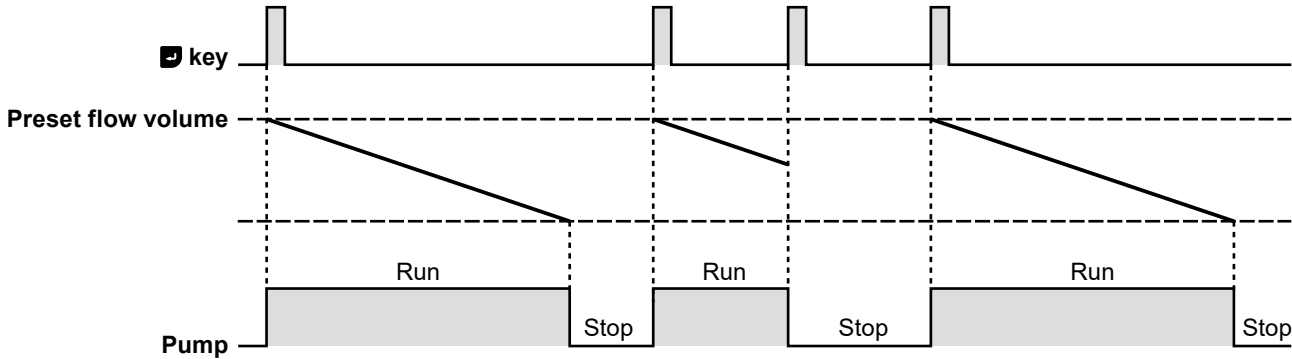 key
Preset flow volume
Run Run Run
Stop Stop Stop
Pump